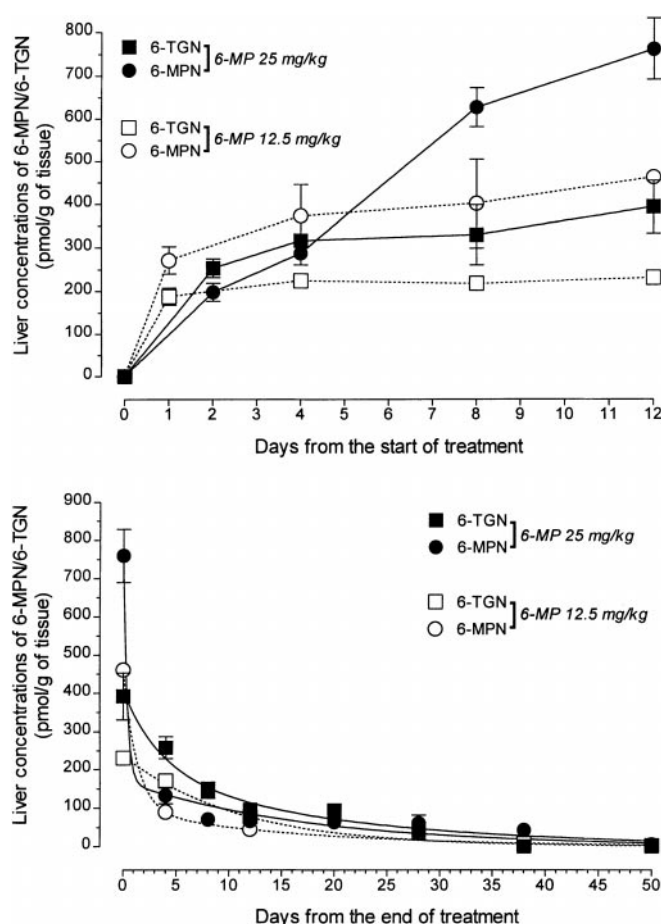 Liver concentrations of 6-MPN/6-TGN
(pmol/g of tissue)
800
700
600
500
400
300
200
100
0
6-TGN
6-MPN
6-MP 25 mg/kg
6-TGN
6-MPN
6-MP 12.5 mg/kg
0 1 2 3 4 5 6 7 8 9 10 11 12
Days from the start of treatment
Liver concentrations of 6-MPN/6-TGN
(pmol/g of tissue)
900
800
700
600
500
400
300
200
100
0
6-TGN
6-MPN
6-MP 25 mg/kg
6-TGN
6-MPN
6-MP 12.5 mg/kg
0 5 10 15 20 25 30 35 40 45 50
Days from the end of treatment